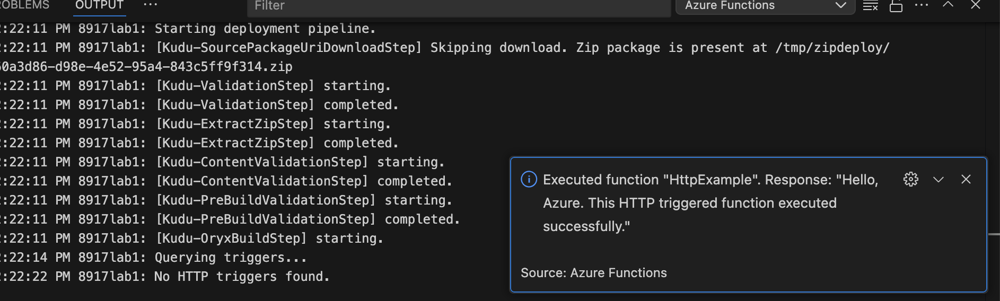 ROBLEMS OUTPUT ··· Filter Azure Functions
:22:11 PM 8917lab1: Starting deployment pipeline.
:22:11 PM 8917lab1: [Kudu-SourcePackageUriDownloadStep] Skipping download. Zip package is present at /tmp/zipdeploy/
0a3d86-d98e-4e52-95a4-843c5ff9f314.zip
:22:11 PM 8917lab1: [Kudu-ValidationStep] starting.
:22:11 PM 8917lab1: [Kudu-ValidationStep] completed.
:22:11 PM 8917lab1: [Kudu-ExtractZipStep] starting.
:22:11 PM 8917lab1: [Kudu-ExtractZipStep] completed.
:22:11 PM 8917lab1: [Kudu-ContentValidationStep] starting.
:22:11 PM 8917lab1: [Kudu-ContentValidationStep] completed.
:22:11 PM 8917lab1: [Kudu-PreBuildValidationStep] starting.
:22:11 PM 8917lab1: [Kudu-PreBuildValidationStep] completed.
:22:11 PM 8917lab1: [Kudu-OryxBuildStep] starting.
:22:14 PM 8917lab1: Querying triggers...
:22:22 PM 8917lab1: No HTTP triggers found.
Executed function "HttpExample". Response: "Hello,
Azure. This HTTP triggered function executed
successfully."
Source: Azure Functions